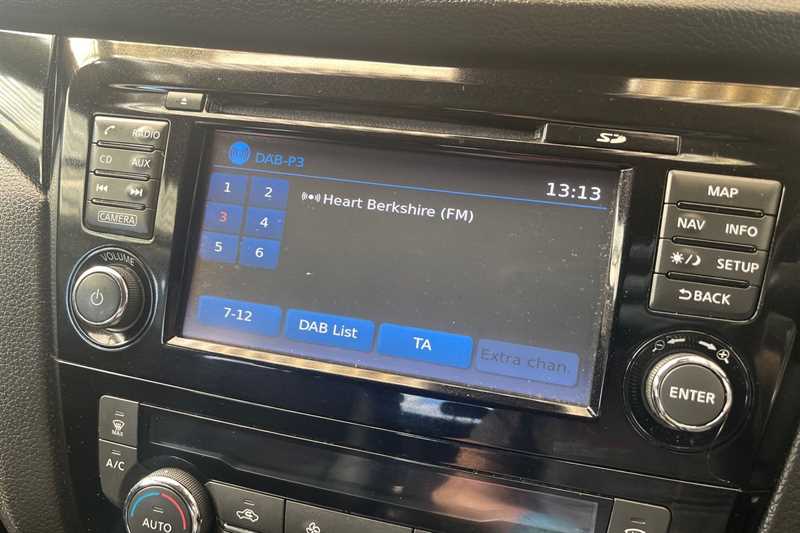 RADIO
CD AUX
CAMERA
VOLUME
DAB-P3
13:13
1 2
3 4
5 6
Heart Berkshire (FM)
7-12
DAB List
TA
Extra chan.
SD
MAP
NAV INFO
SETUP
BACK
ENTER
MAX
A/C
AUTO